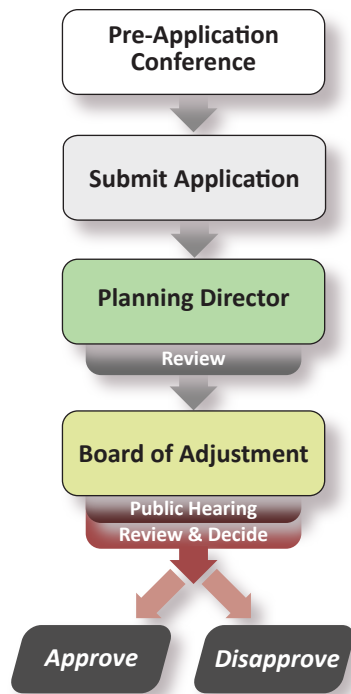 Pre-Application
Conference
Submit Application
Planning Director
Review
Board of Adjustment
Public Hearing
Review & Decide
Approve
Disapprove